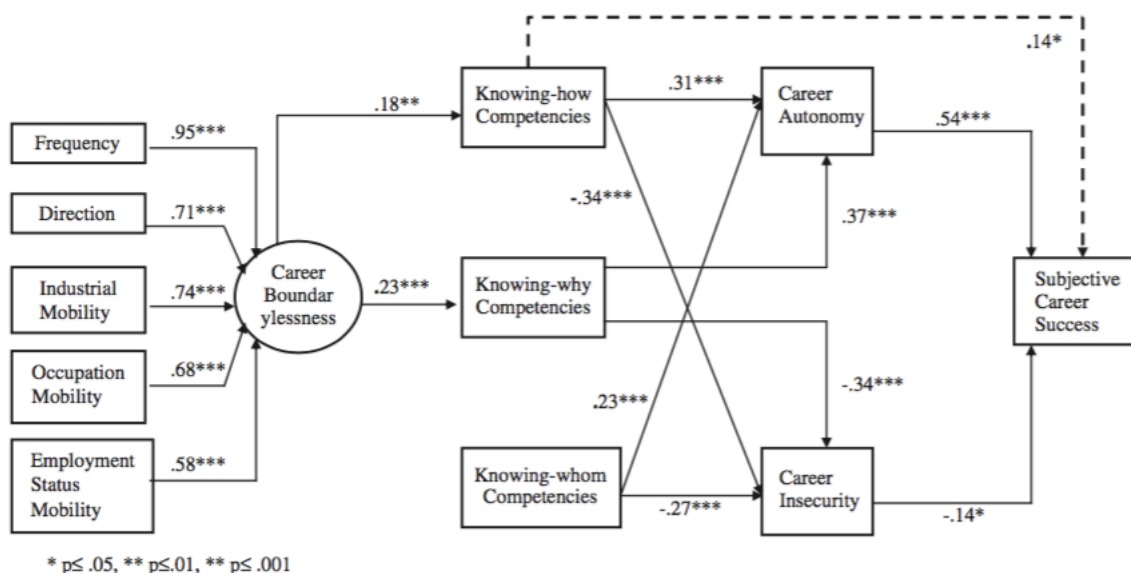 .14*
Knowing-how
Competencies
.31***
Career
Autonomy
.18**
.54***
Frequency
.95***
Direction
.71***
-.34***
.37***
Industrial
Mobility
.74***
Career
Boundar
ylessness
.23***
Knowing-why
Competencies
Subjective
Career
Success
Occupation
Mobility
.68***
.23***
-.34***
Employment
Status
Mobility
.58***
Knowing-whom
Competencies
-.27***
Career
Insecurity
-.14*
* p≤ .05, ** p≤.01, ** p≤ .001